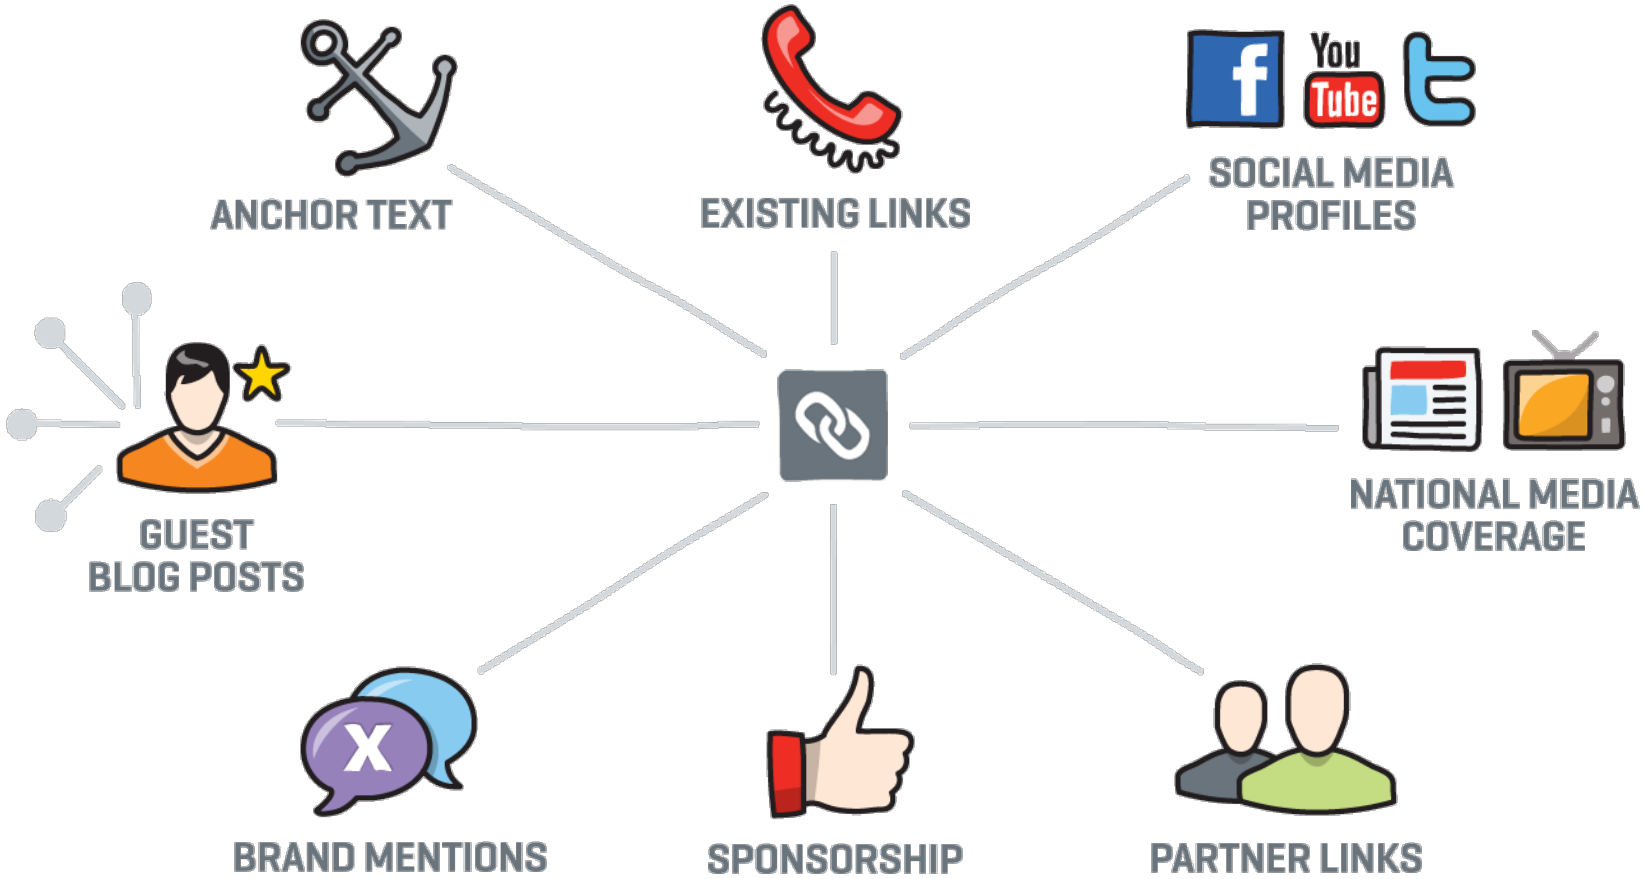 You
Tube
ANCHOR TEXT
EXISTING LINKS
SOCIAL MEDIA
PROFILES
GUEST
BLOG POSTS
NATIONAL MEDIA
COVERAGE
X
BRAND MENTIONS
SPONSORSHIP
PARTNER LINKS